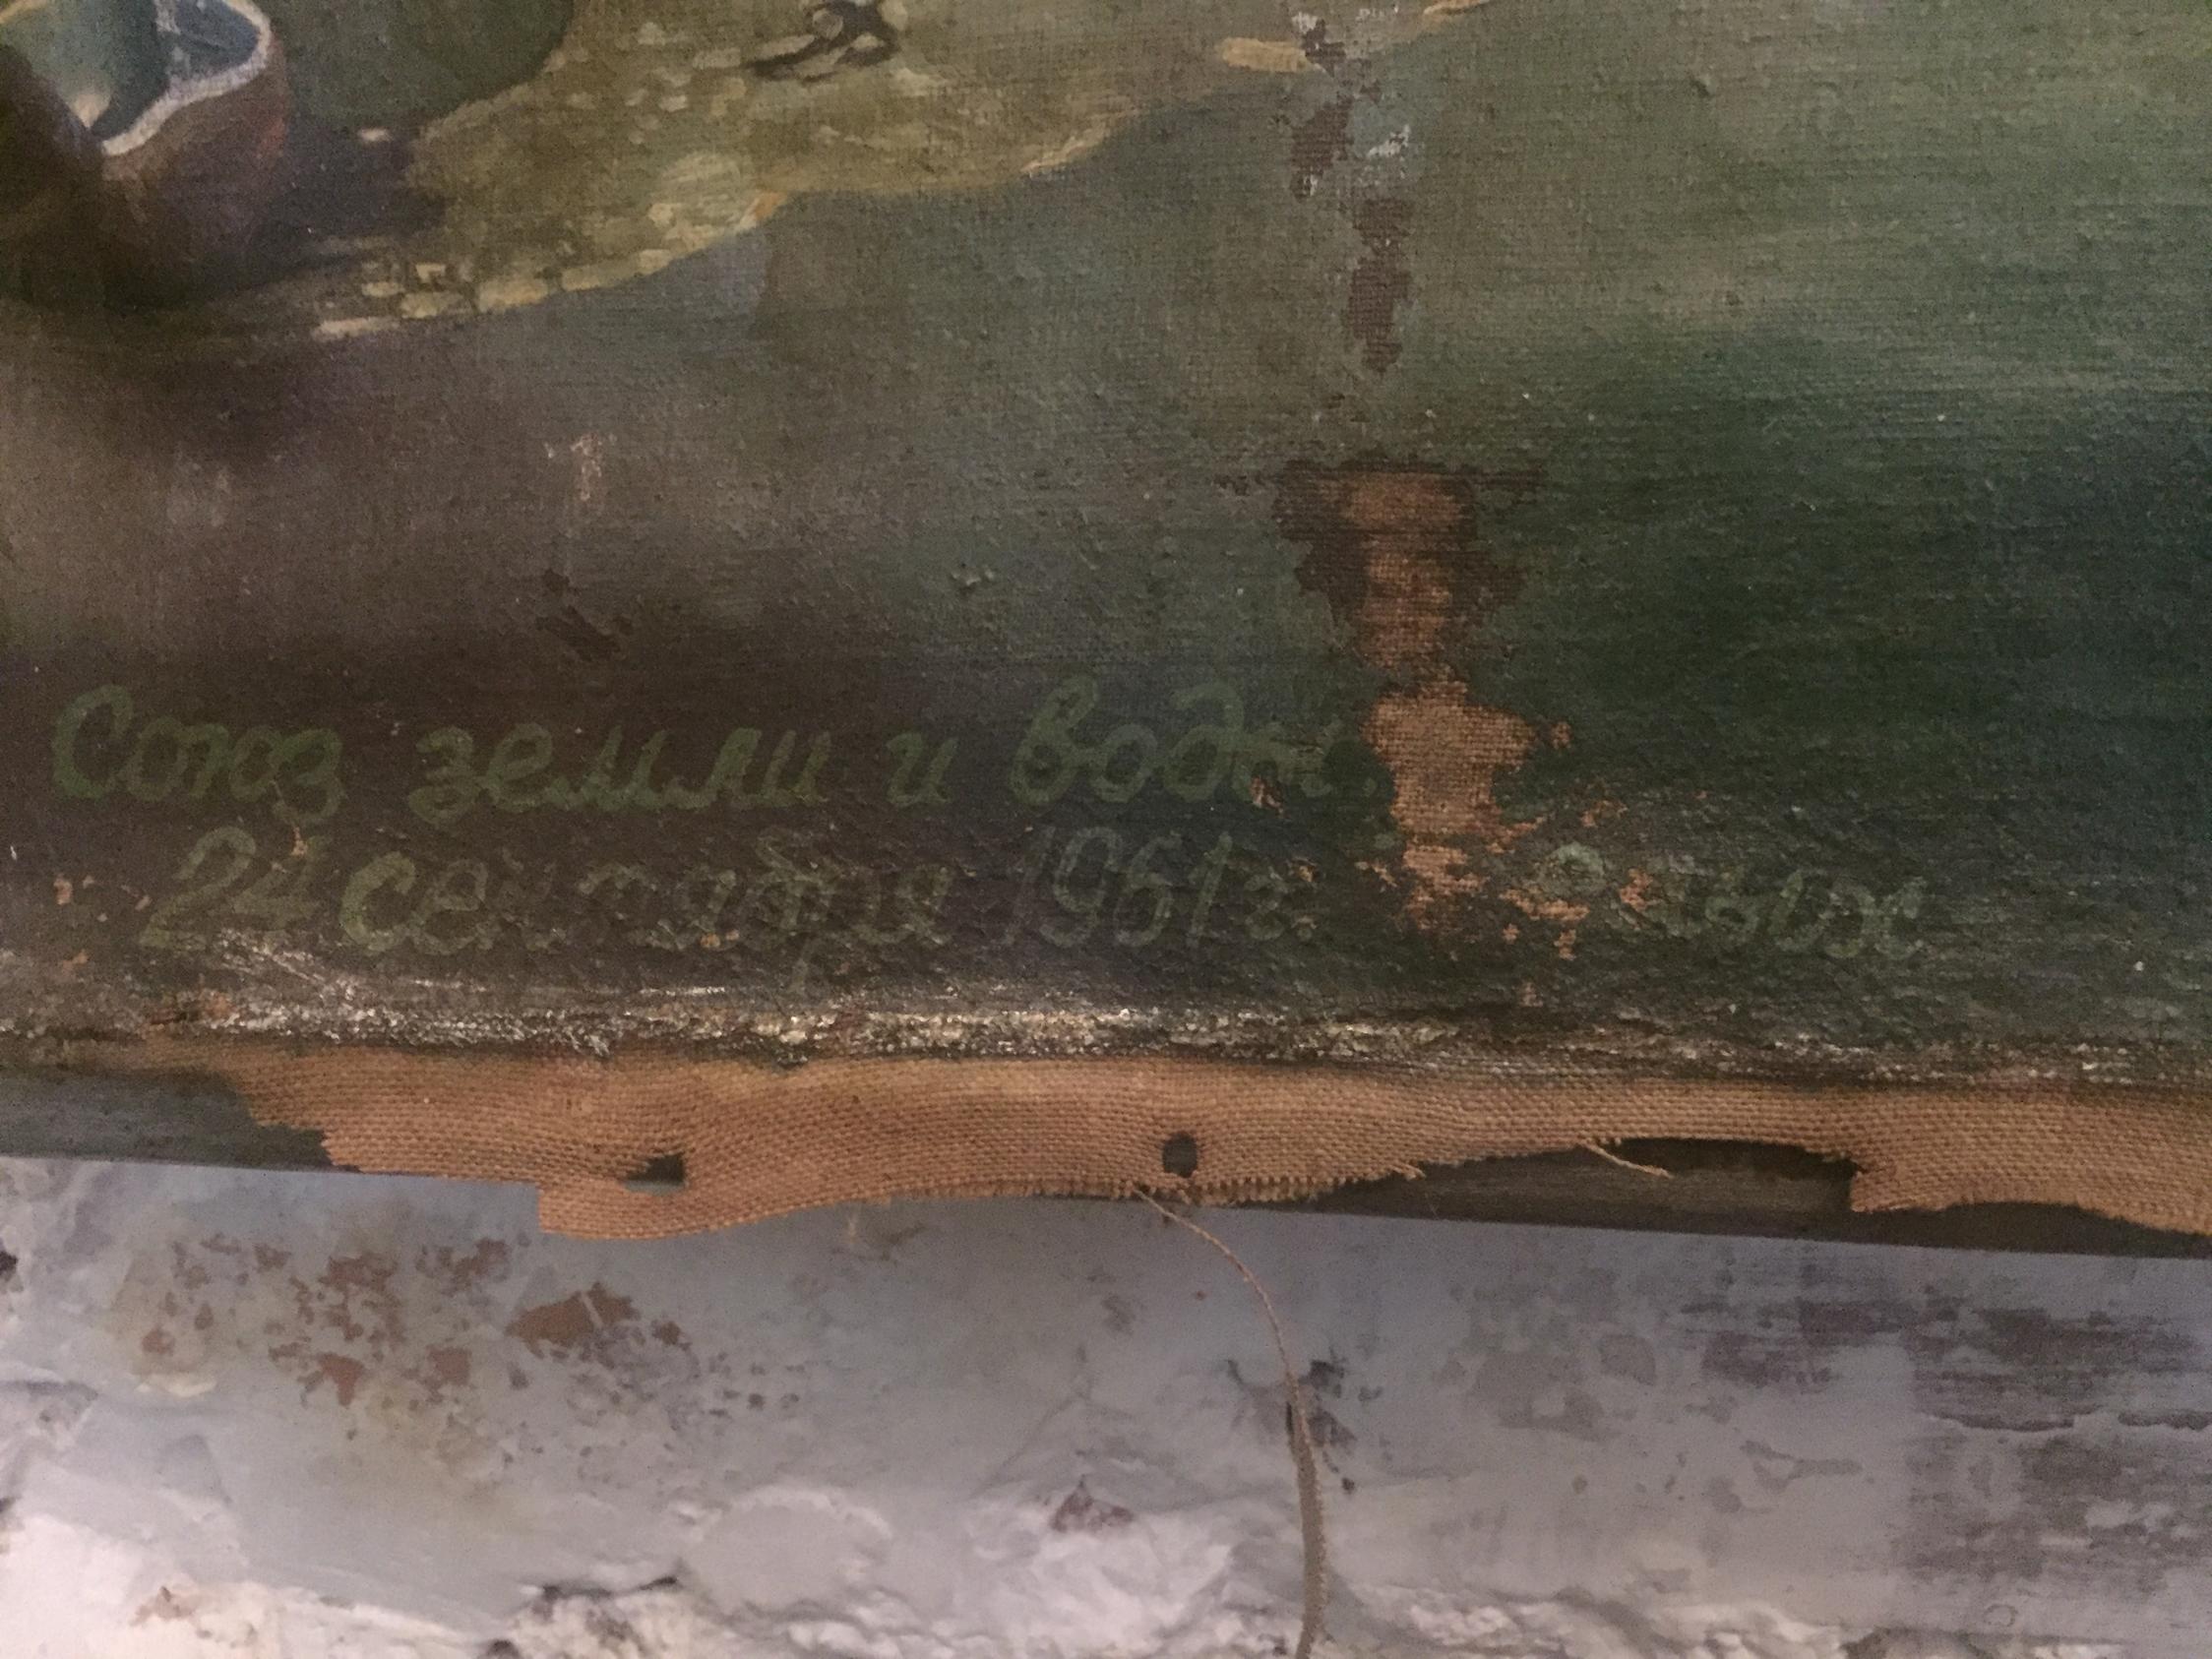 Союз земли и воды.
24 сентября 1961 г.